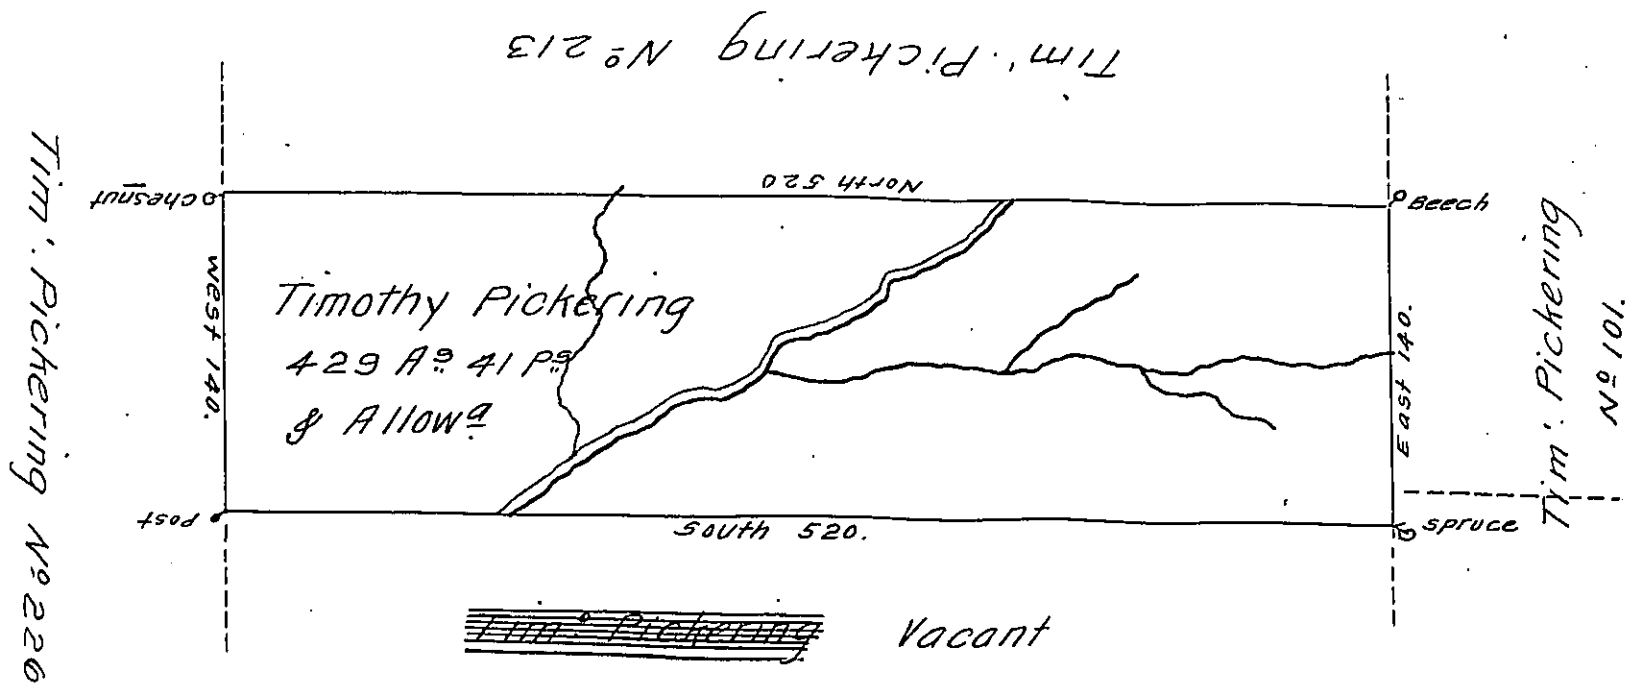 Tim'. Pickering Nº 213
Chesnut
North 520
Beech
West 140.
Timothy Pickering
429 Aˢ 41 Pˢ
& Allowᵃ
East 140.
Post
South 520.
Spruce
Tim'. Pickering Nº 226
Tim'. Pickering
Nº 101.
Tim'. Pickering Vacant